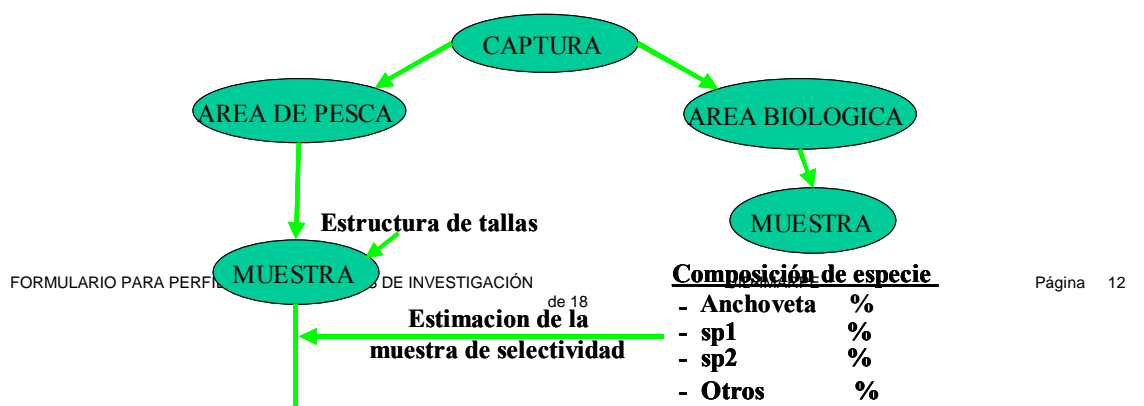 CAPTURA
AREA DE PESCA
AREA BIOLOGICA
MUESTRA
Estructura de tallas
MUESTRA
FORMULARIO PARA DE INVESTIGACIÓN
Página 12
de 18
Composición de especie
- Anchoveta %
- sp1 %
- sp2 %
- Otros %
Estimacion de la
muestra de selectividad